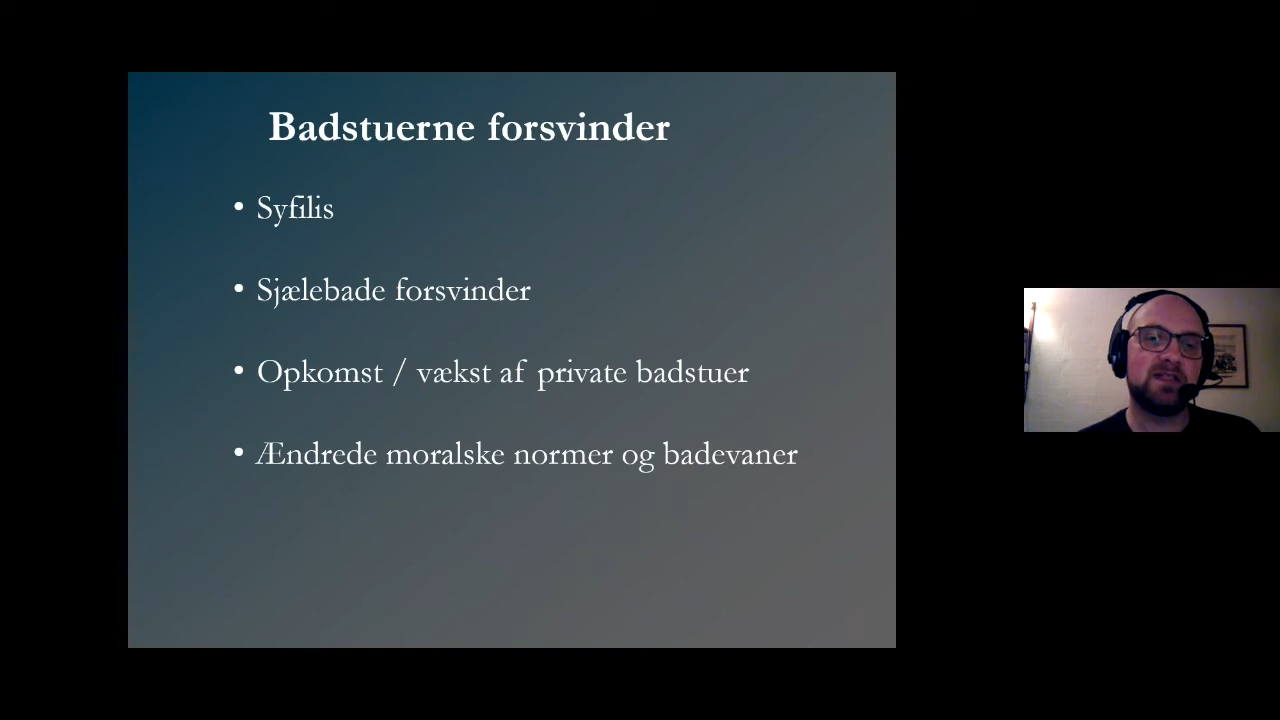 Badstuerne forsvinder
• Syfilis
• Sjælebade forsvinder
• Opkomst / vækst af private badstuer
• Ændrede moralske normer og badevaner